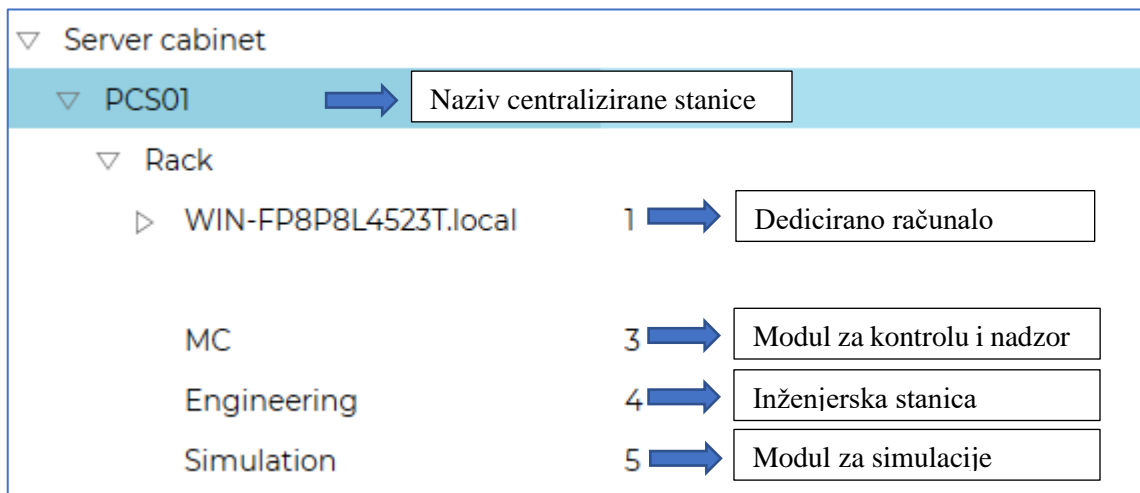 Server cabinet
PCS01 Naziv centralizirane stanice
Rack
WIN-FP8P8L4523T.local 1 Dedicirano računalo
MC 3 Modul za kontrolu i nadzor
Engineering 4 Inženjerska stanica
Simulation 5 Modul za simulacije